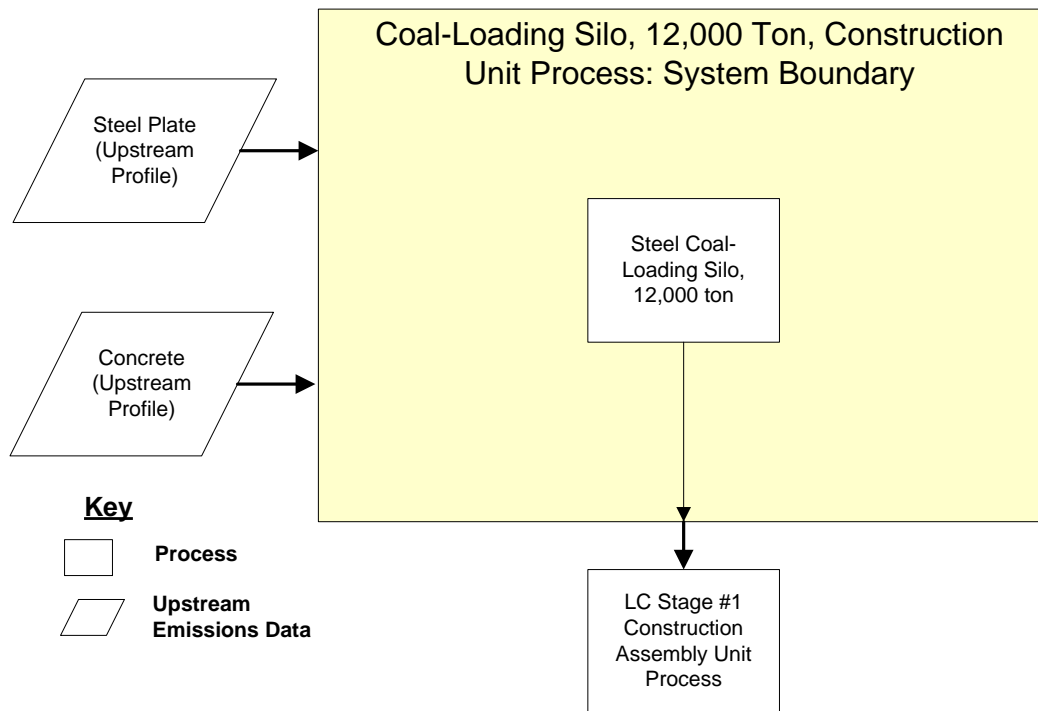 Coal-Loading Silo, 12,000 Ton, Construction
Unit Process: System Boundary
Steel Plate
(Upstream
Profile)
Steel Coal-
Loading Silo,
12,000 ton
Concrete
(Upstream
Profile)
Key
Process
Upstream
Emissions Data
LC Stage #1
Construction
Assembly Unit
Process